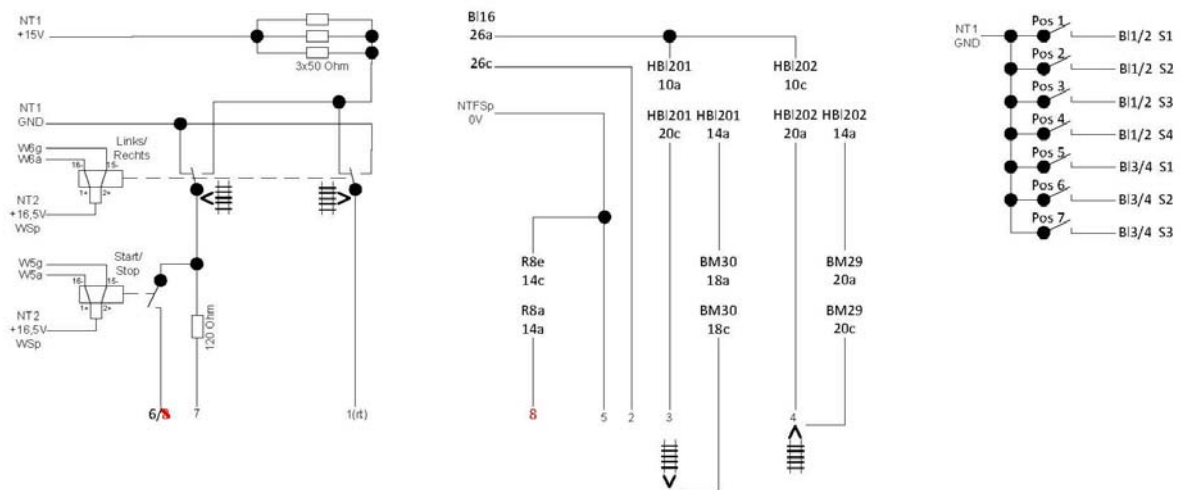 NT1
+15V
3x50 Ohm
NT1
GND
Links/
Rechts
W6g
W6a
16-
15-
1+
2+
NT2
+16,5V
WSp
Start/
Stop
W5g
W5a
16-
15-
1+
2+
NT2
+16,5V
WSp
120 Ohm
6/8
7
1(rt)
Bl16
26a
26c
HBl201
10a
HBl202
10c
NTFSp
0V
HBl201
20c
HBl201
14a
HBl202
20a
HBl202
14a
R8e
14c
R8a
14a
BM30
18a
BM30
18c
BM29
20a
BM29
20c
8
5
2
3
4
NT1
GND
Pos 1
Bl1/2 S1
Pos 2
Bl1/2 S2
Pos 3
Bl1/2 S3
Pos 4
Bl1/2 S4
Pos 5
Bl3/4 S1
Pos 6
Bl3/4 S2
Pos 7
Bl3/4 S3